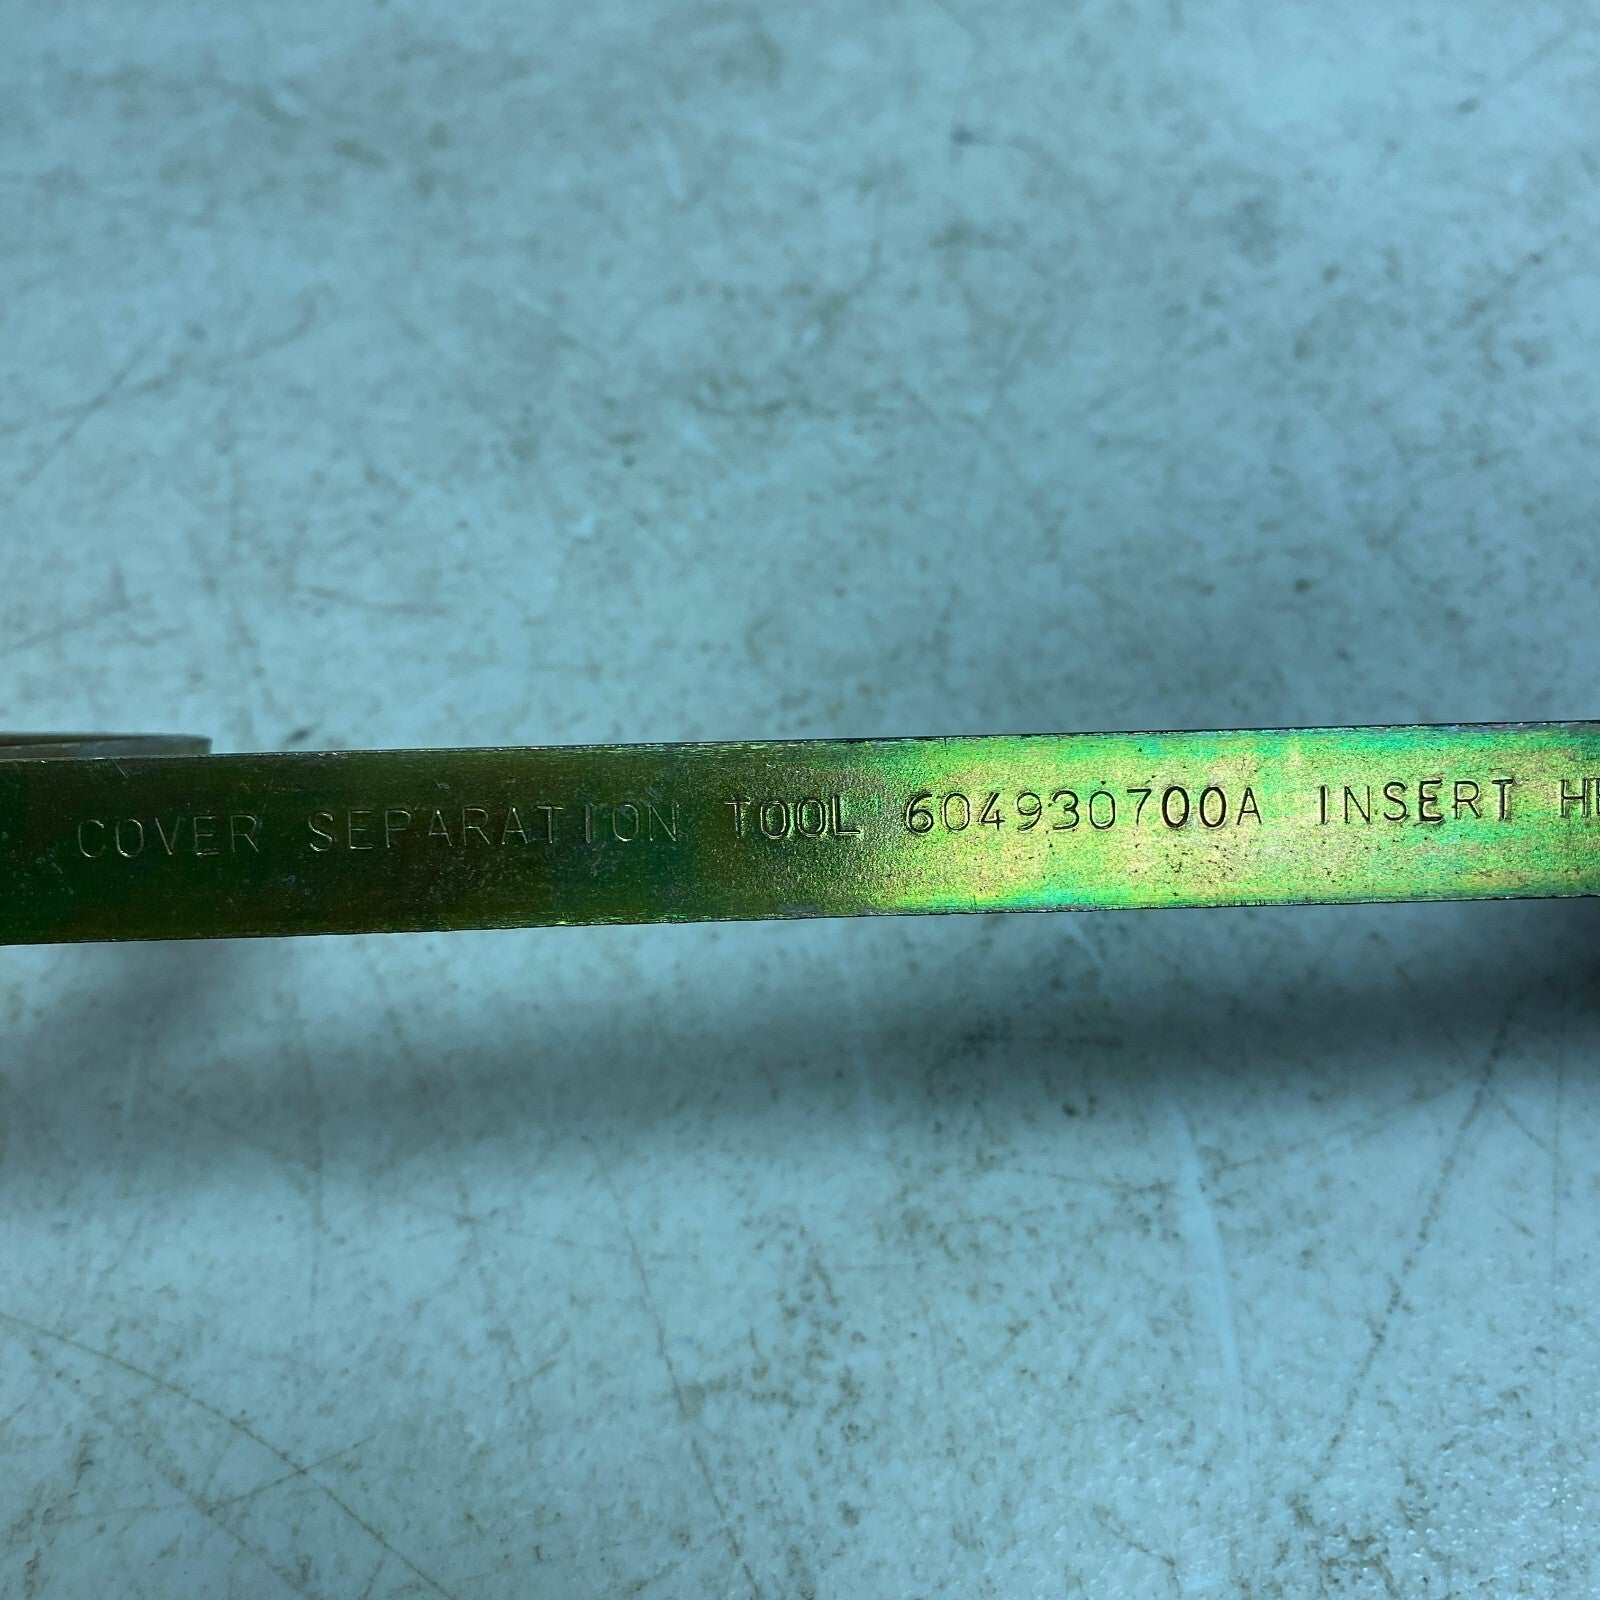 COVER SEPARATION TOOL 604930700A INSERT